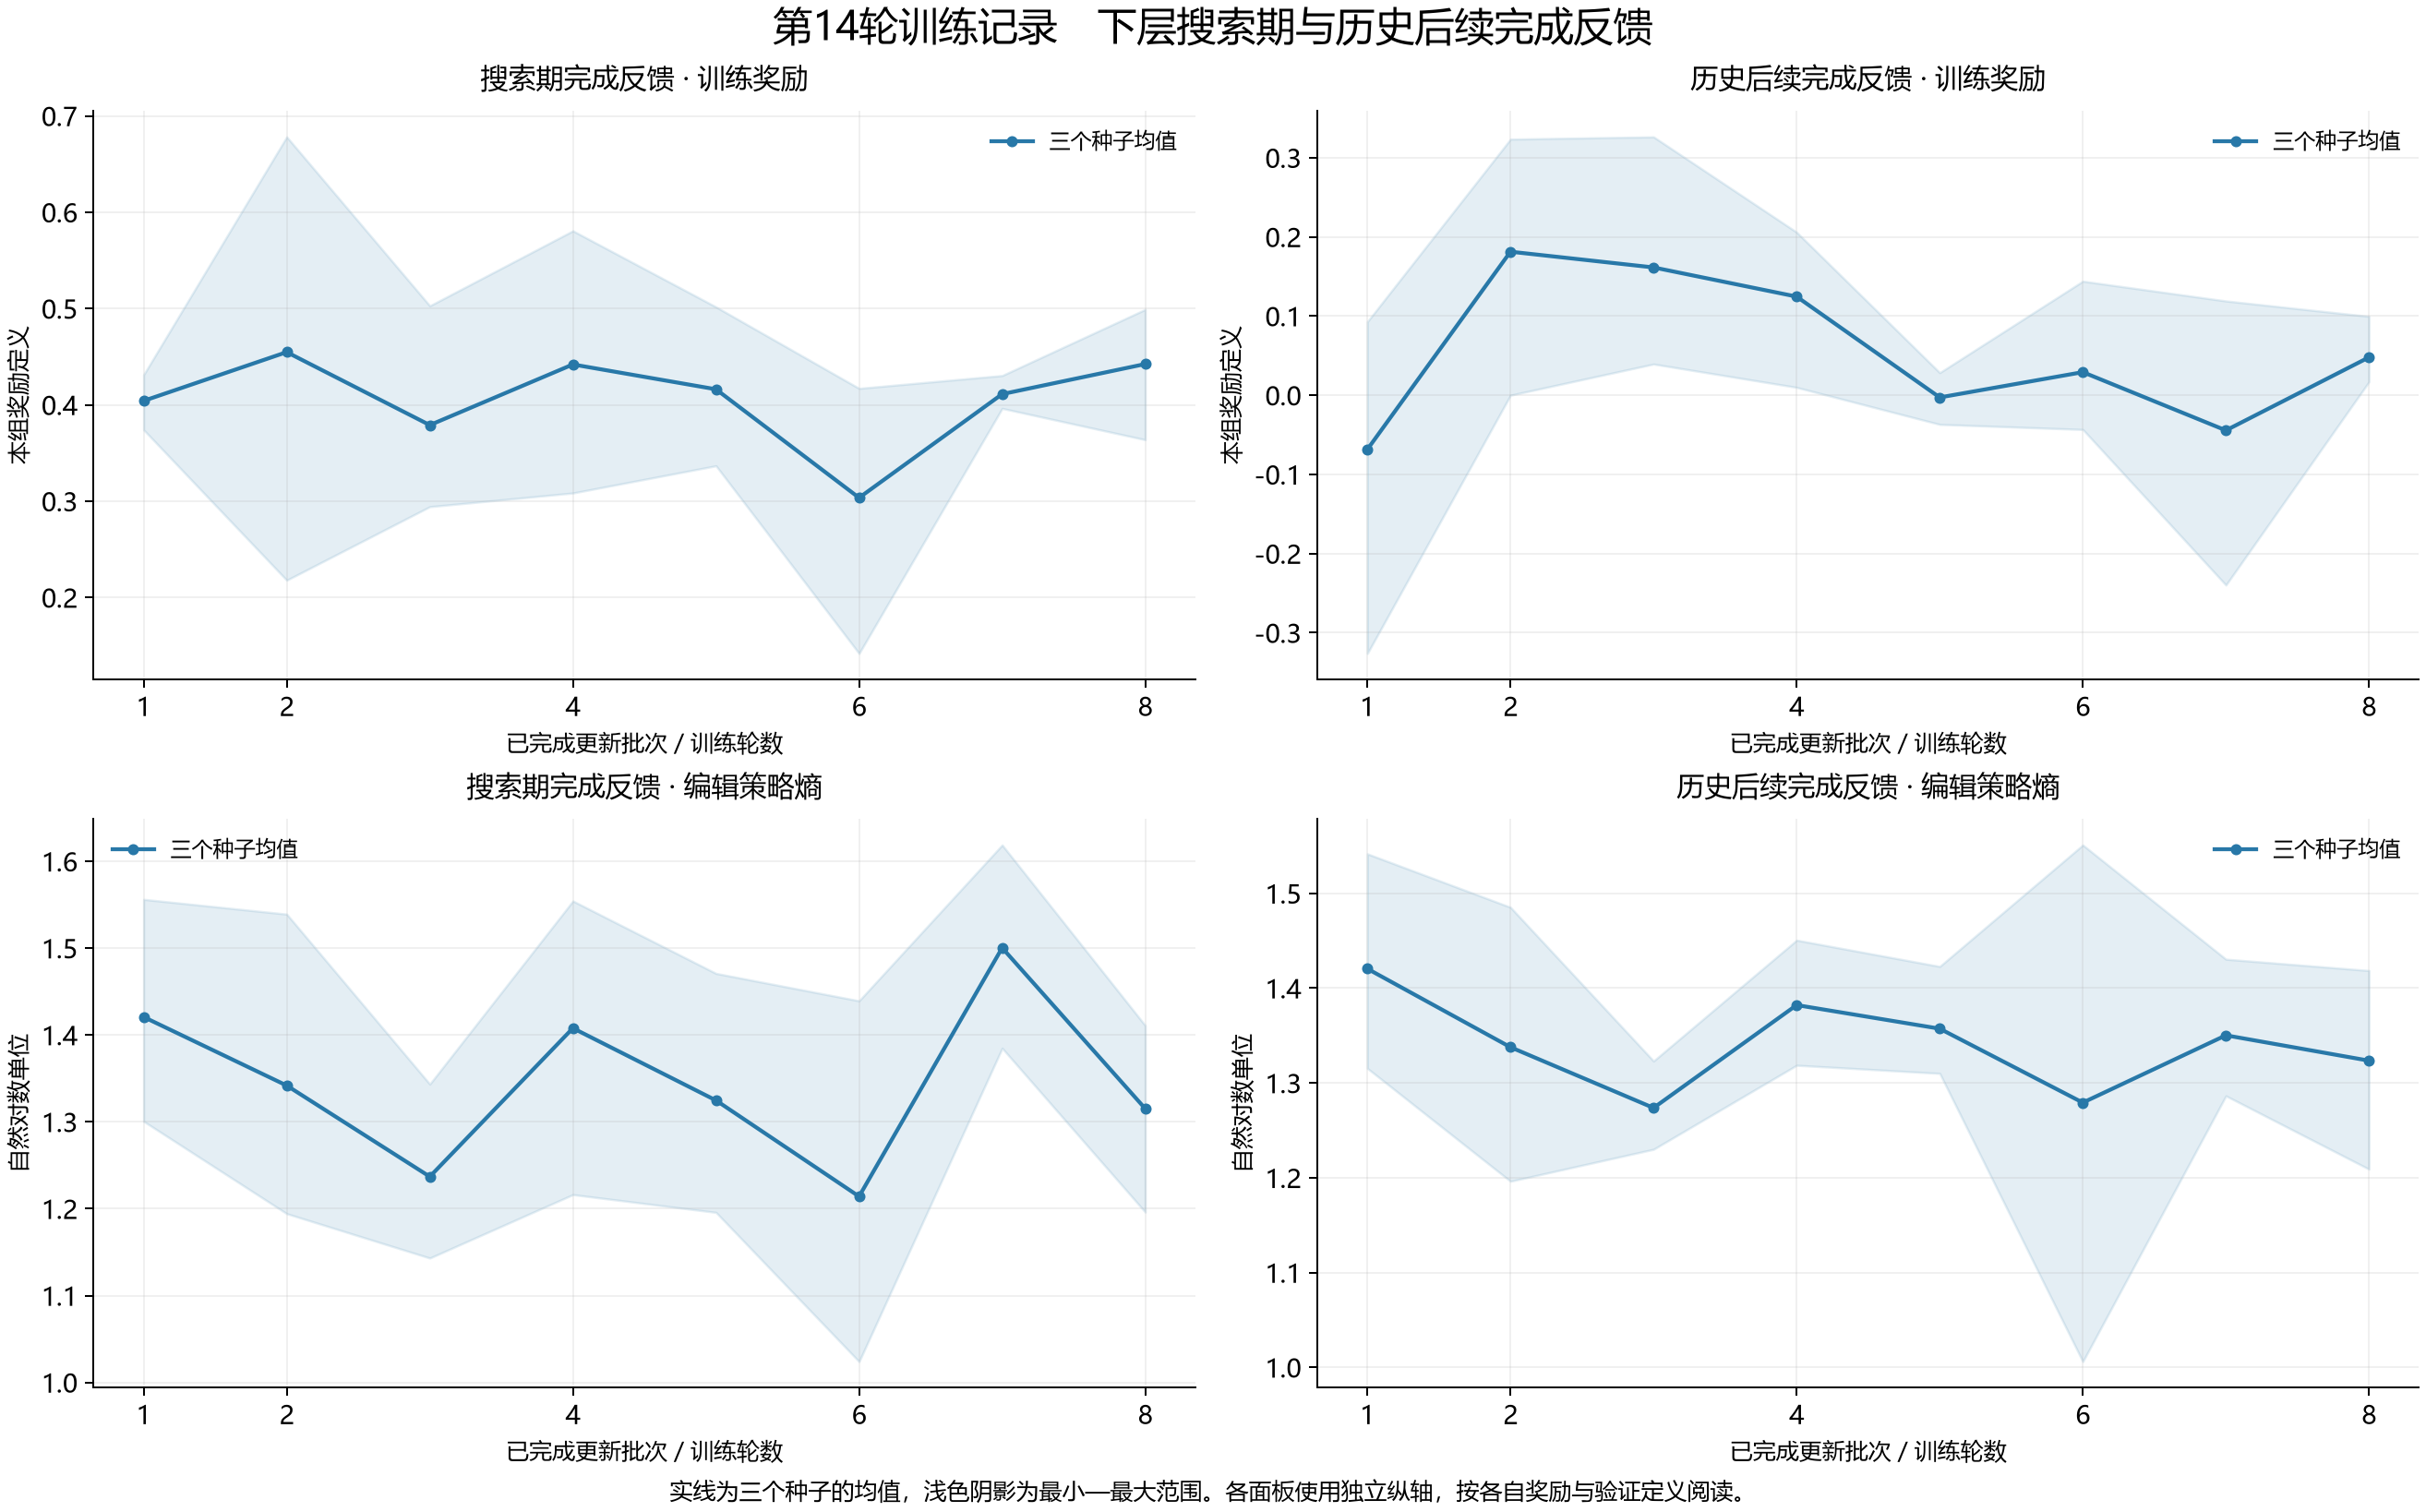 第14轮训练记录 下层搜索期与历史后续完成反馈
搜索期完成反馈 · 训练奖励
0.7
0.6
0.5
0.4
0.3
0.2
本组奖励定义
三个种子均值
1 2 4 6 8
已完成更新批次 / 训练轮数
历史后续完成反馈 · 训练奖励
0.3
0.2
0.1
0.0
-0.1
-0.2
-0.3
本组奖励定义
三个种子均值
1 2 4 6 8
已完成更新批次 / 训练轮数
搜索期完成反馈 · 编辑策略熵
1.6
1.5
1.4
1.3
1.2
1.1
1.0
自然对数单位
三个种子均值
1 2 4 6 8
已完成更新批次 / 训练轮数
历史后续完成反馈 · 编辑策略熵
1.5
1.4
1.3
1.2
1.1
1.0
自然对数单位
三个种子均值
1 2 4 6 8
已完成更新批次 / 训练轮数
实线为三个种子的均值，浅色阴影为最小—最大范围。各面板使用独立纵轴，按各自奖励与验证定义阅读。